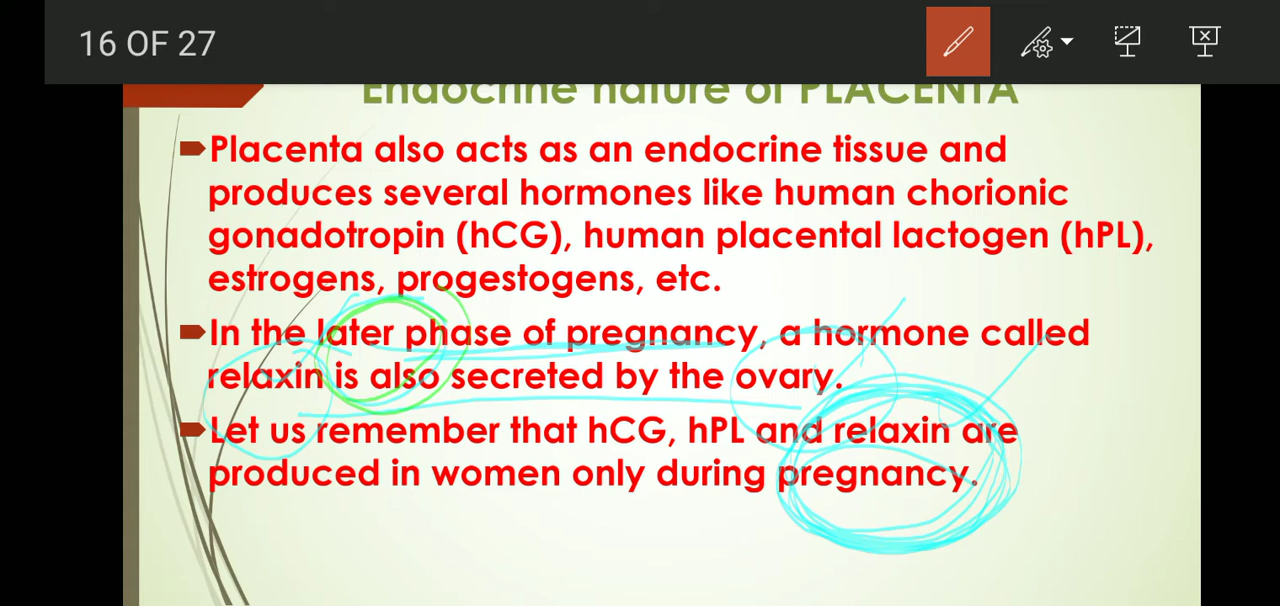 16 OF 27
Endocrine nature of PLACENTA
Placenta also acts as an endocrine tissue and
produces several hormones like human chorionic
gonadotropin (hCG), human placental lactogen (hPL),
estrogens, progestogens, etc.
In the later phase of pregnancy, a hormone called
relaxin is also secreted by the ovary.
Let us remember that hCG, hPL and relaxin are
produced in women only during pregnancy.